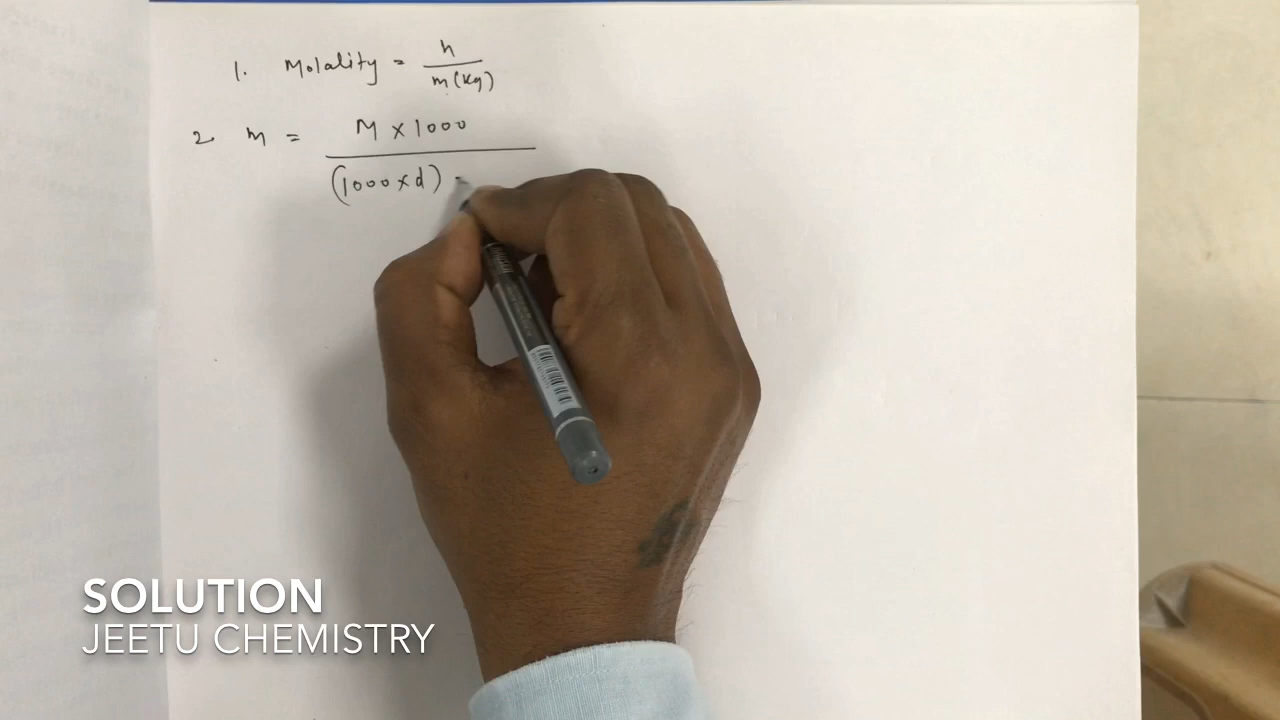 1. Molality = n / m(kg)
2. m = M × 1000 / (1000 × d) -
SOLUTION
JEETU CHEMISTRY